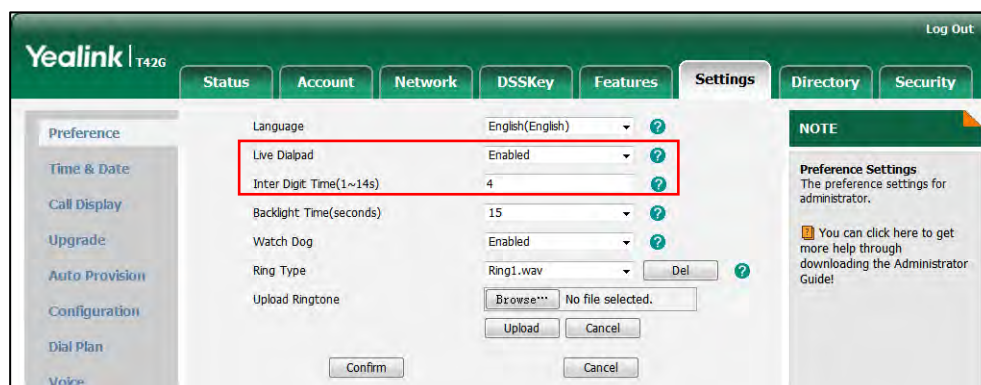 Log Out
Yealink T42G
Status Account Network DSSKey Features Settings Directory Security
Preference
Time & Date
Call Display
Upgrade
Auto Provision
Configuration
Dial Plan
Voice
Language English(English) ?
Live Dialpad Enabled ?
Inter Digit Time(1~14s) 4 ?
Backlight Time(seconds) 15 ?
Watch Dog Enabled ?
Ring Type Ring1.wav Del ?
Upload Ringtone Browse... No file selected.
Upload Cancel
Confirm Cancel
NOTE
Preference Settings
The preference settings for
administrator.
You can click here to get
more help through
downloading the Administrator
Guide!